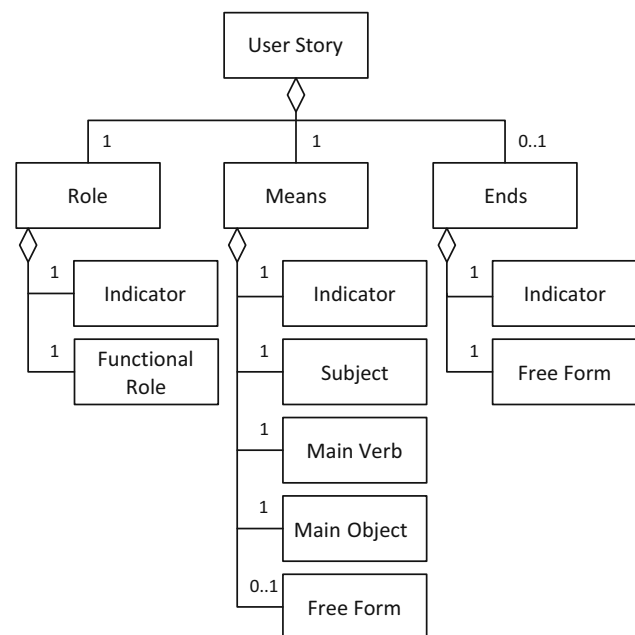 User Story
1
1
0..1
Role
Means
Ends
1
Indicator
1
Indicator
1
Indicator
1
Functional
Role
1
Subject
1
Free Form
1
Main Verb
1
Main Object
0..1
Free Form